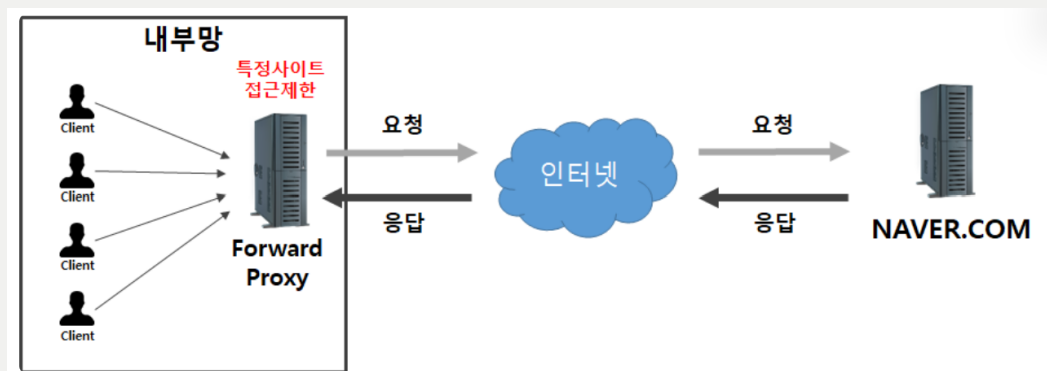 내부망
특정사이트
접근제한
Client
Client
Client
Client
Forward
Proxy
요청
응답
인터넷
요청
응답
NAVER.COM